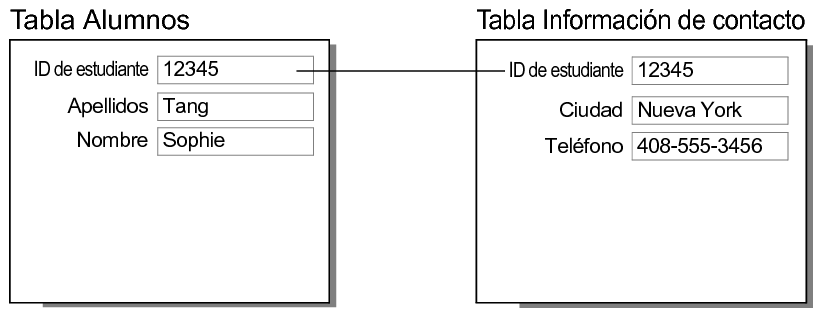 Tabla Alumnos
ID de estudiante 12345
Apellidos Tang
Nombre Sophie
Tabla Información de contacto
ID de estudiante 12345
Ciudad Nueva York
Teléfono 408-555-3456